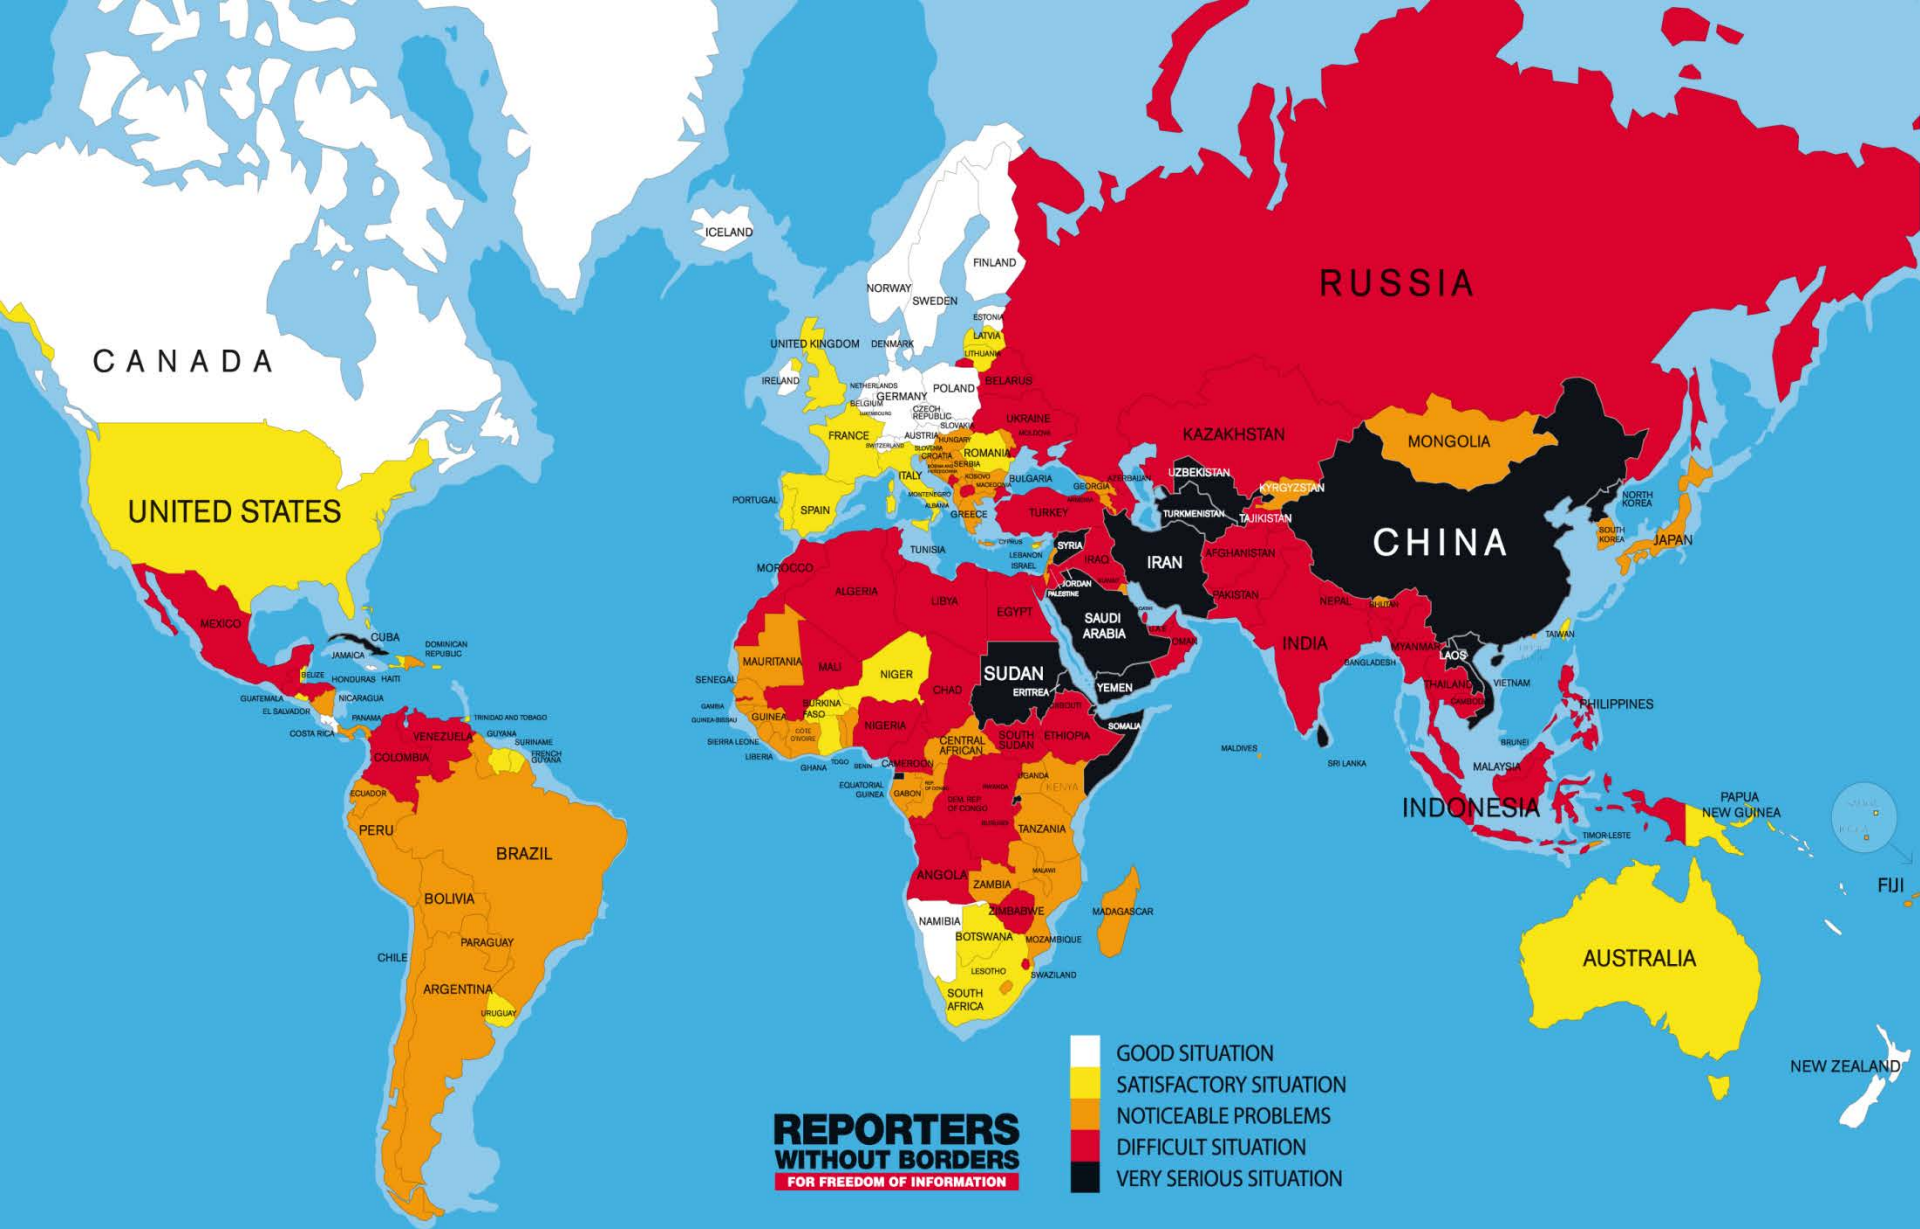 ICELAND
FINLAND
NORWAY
SWEDEN
RUSSIA
ESTONIA
LATVIA
UNITED KINGDOM
DENMARK
LITHUANIA
CANADA
IRELAND
NETHERLANDS
POLAND
BELARUS
GERMANY
BELGIUM
LUXEMBOURG
CZECH
REPUBLIC
UKRAINE
SLOVAKIA
MOLDOVA
FRANCE
AUSTRIA
HUNGARY
SWITZERLAND
SLOVENIA
CROATIA
ROMANIA
KAZAKHSTAN
MONGOLIA
BOSNIA AND
HERZEGOVINA
SERBIA
ITALY
KOSOVO
BULGARIA
MACEDONIA
GEORGIA
AZERBAIJAN
UZBEKISTAN
KYRGYZSTAN
MONTENEGRO
ALBANIA
ARMENIA
PORTUGAL
SPAIN
GREECE
TURKEY
TURKMENISTAN
TAJIKISTAN
NORTH
KOREA
UNITED STATES
SOUTH
KOREA
JAPAN
CHINA
TUNISIA
CYPRUS
SYRIA
LEBANON
ISRAEL
IRAQ
IRAN
AFGHANISTAN
MOROCCO
JORDAN
KUWAIT
PALESTINE
ALGERIA
LIBYA
EGYPT
PAKISTAN
NEPAL
BHUTAN
MEXICO
SAUDI
ARABIA
QATAR
U.A.E
OMAN
INDIA
TAIWAN
CUBA
JAMAICA
DOMINICAN
REPUBLIC
MYANMAR
LAOS
BANGLADESH
MAURITANIA
MALI
NIGER
CHAD
SUDAN
ERITREA
YEMEN
BELIZE
HONDURAS
HAITI
SENEGAL
THAILAND
VIETNAM
GUATEMALA
NICARAGUA
EL SALVADOR
GAMBIA
BURKINA
FASO
DJIBOUTI
CAMBODIA
PHILIPPINES
PANAMA
TRINIDAD AND TOBAGO
GUINEA-BISSAU
GUINEA
NIGERIA
SOMALIA
COSTA RICA
VENEZUELA
GUYANA
SURINAME
FRENCH
GUYANA
SIERRA LEONE
COTE
D'IVOIRE
CENTRAL
AFRICAN
SOUTH
SUDAN
ETHIOPIA
COLOMBIA
LIBERIA
GHANA
TOGO
BENIN
CAMEROON
MALDIVES
SRI LANKA
BRUNEI
MALAYSIA
ECUADOR
EQUATORIAL
GUINEA
GABON
REP.
OF CONGO
UGANDA
KENYA
RWANDA
DEM. REP.
OF CONGO
BURUNDI
TANZANIA
INDONESIA
PAPUA
NEW GUINEA
TIMOR-LESTE
PERU
BRAZIL
ANGOLA
ZAMBIA
MALAWI
FIJI
BOLIVIA
NAMIBIA
ZIMBABWE
MADAGASCAR
BOTSWANA
MOZAMBIQUE
PARAGUAY
CHILE
LESOTHO
SWAZILAND
AUSTRALIA
ARGENTINA
SOUTH
AFRICA
URUGUAY
NEW ZEALAND
GOOD SITUATION
SATISFACTORY SITUATION
NOTICEABLE PROBLEMS
DIFFICULT SITUATION
VERY SERIOUS SITUATION
REPORTERS
WITHOUT BORDERS
FOR FREEDOM OF INFORMATION